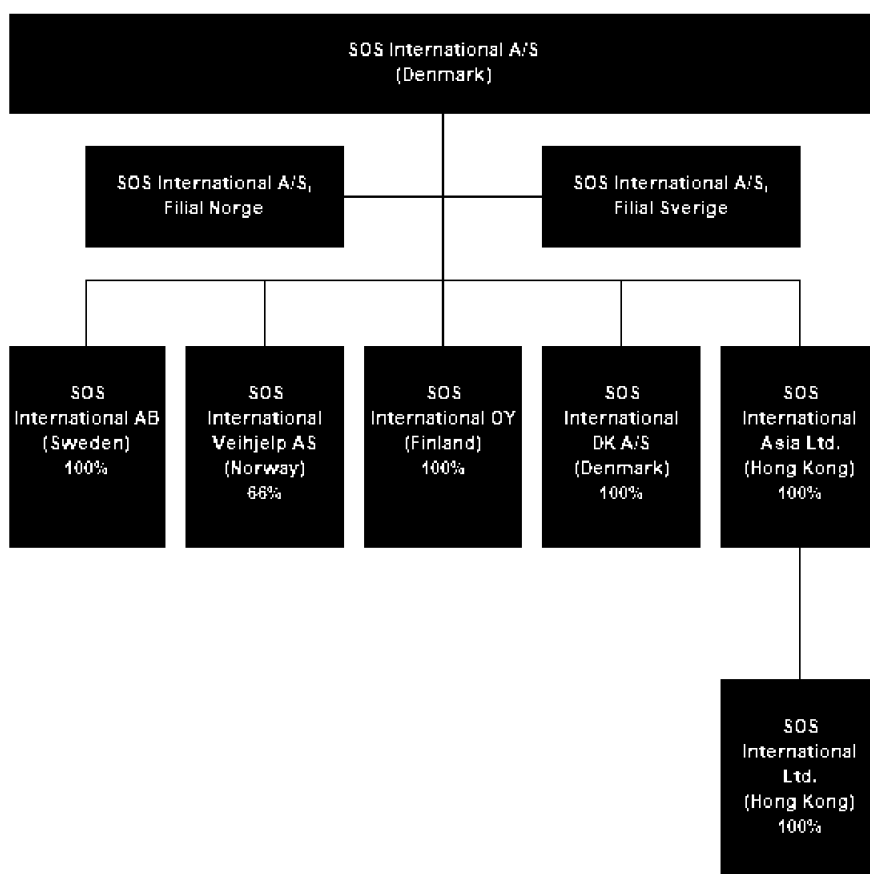 SOS International A/S
(Denmark)
SOS International A/S,
Filial Norge
SOS International A/S,
Filial Sverige
SOS
International AB
(Sweden)
100%
SOS
International
Veihjelp AS
(Norway)
66%
SOS
International OY
(Finland)
100%
SOS
International
DK A/S
(Denmark)
100%
SOS
International
Asia Ltd.
(Hong Kong)
100%
SOS
International
Ltd.
(Hong Kong)
100%